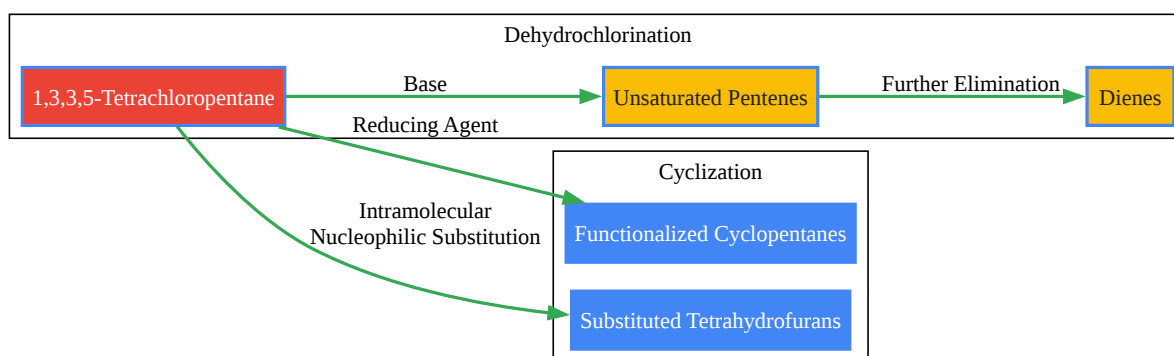 Dehydrochlorination
1,3,3,5-Tetrachloropentane
Base
Unsaturated Pentenes
Further Elimination
Dienes
Reducing Agent
Cyclization
Intramolecular
Nucleophilic Substitution
Functionalized Cyclopentanes
Substituted Tetrahydrofurans